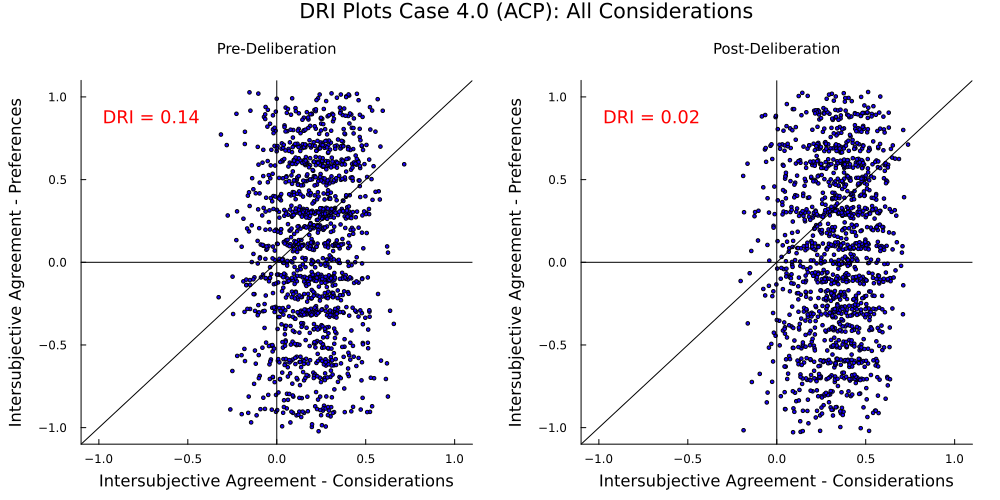 DRI Plots Case 4.0 (ACP): All Considerations
Pre-Deliberation
DRI = 0.14
1.0
0.5
0.0
−0.5
−1.0
−1.0 −0.5 0.0 0.5 1.0
Intersubjective Agreement - Preferences
Intersubjective Agreement - Considerations
Post-Deliberation
DRI = 0.02
1.0
0.5
0.0
−0.5
−1.0
−1.0 −0.5 0.0 0.5 1.0
Intersubjective Agreement - Preferences
Intersubjective Agreement - Considerations